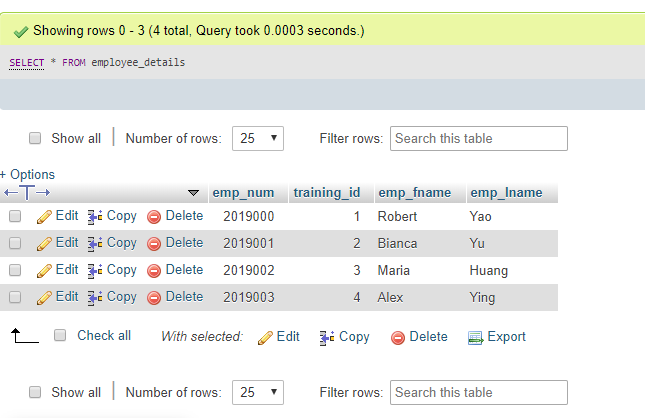 Showing rows 0 - 3 (4 total, Query took 0.0003 seconds.)
SELECT * FROM employee_details
Show all | Number of rows: 25 Filter rows: Search this table
+ Options
emp_num training_id emp_fname emp_lname
Edit Copy Delete 2019000 1 Robert Yao
Edit Copy Delete 2019001 2 Bianca Yu
Edit Copy Delete 2019002 3 Maria Huang
Edit Copy Delete 2019003 4 Alex Ying
Check all With selected: Edit Copy Delete Export
Show all | Number of rows: 25 Filter rows: Search this table